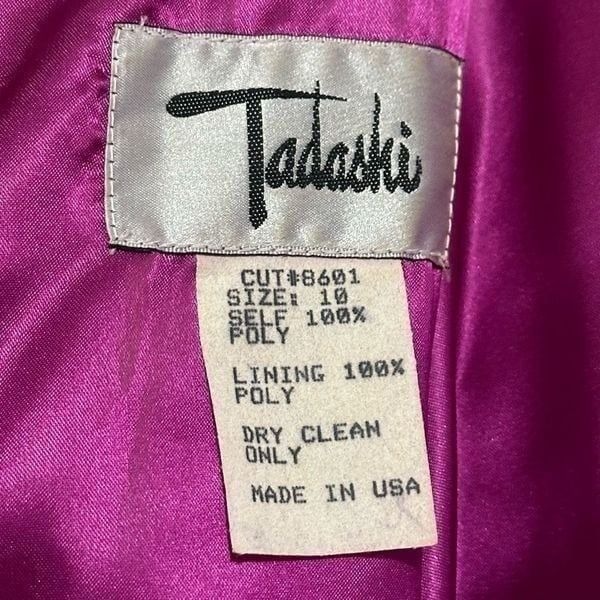 Tadashi
CUT#8601
SIZE: 10
SELF 100%
POLY
LINING 100%
POLY
DRY CLEAN
ONLY
MADE IN USA